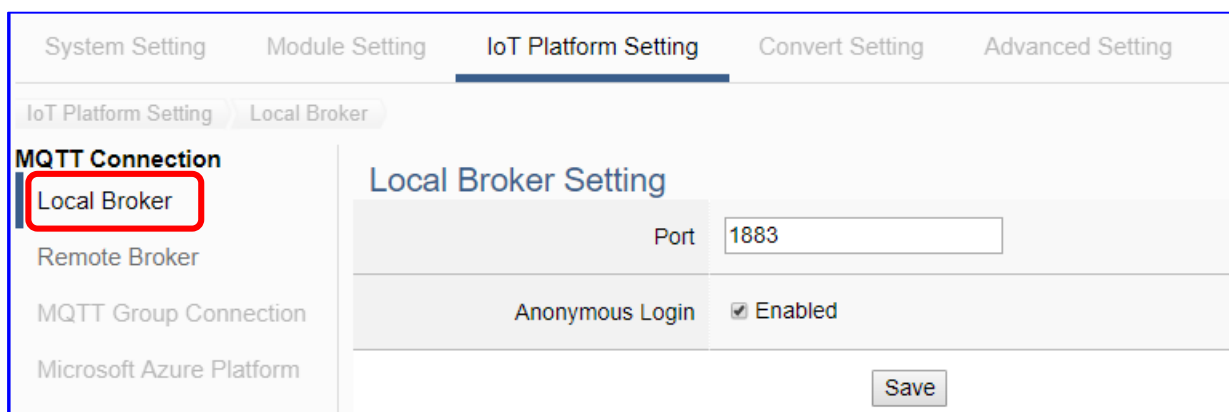 System Setting Module Setting IoT Platform Setting Convert Setting Advanced Setting
IoT Platform Setting Local Broker
MQTT Connection
Local Broker
Remote Broker
MQTT Group Connection
Microsoft Azure Platform
Local Broker Setting
Port 1883
Anonymous Login Enabled
Save